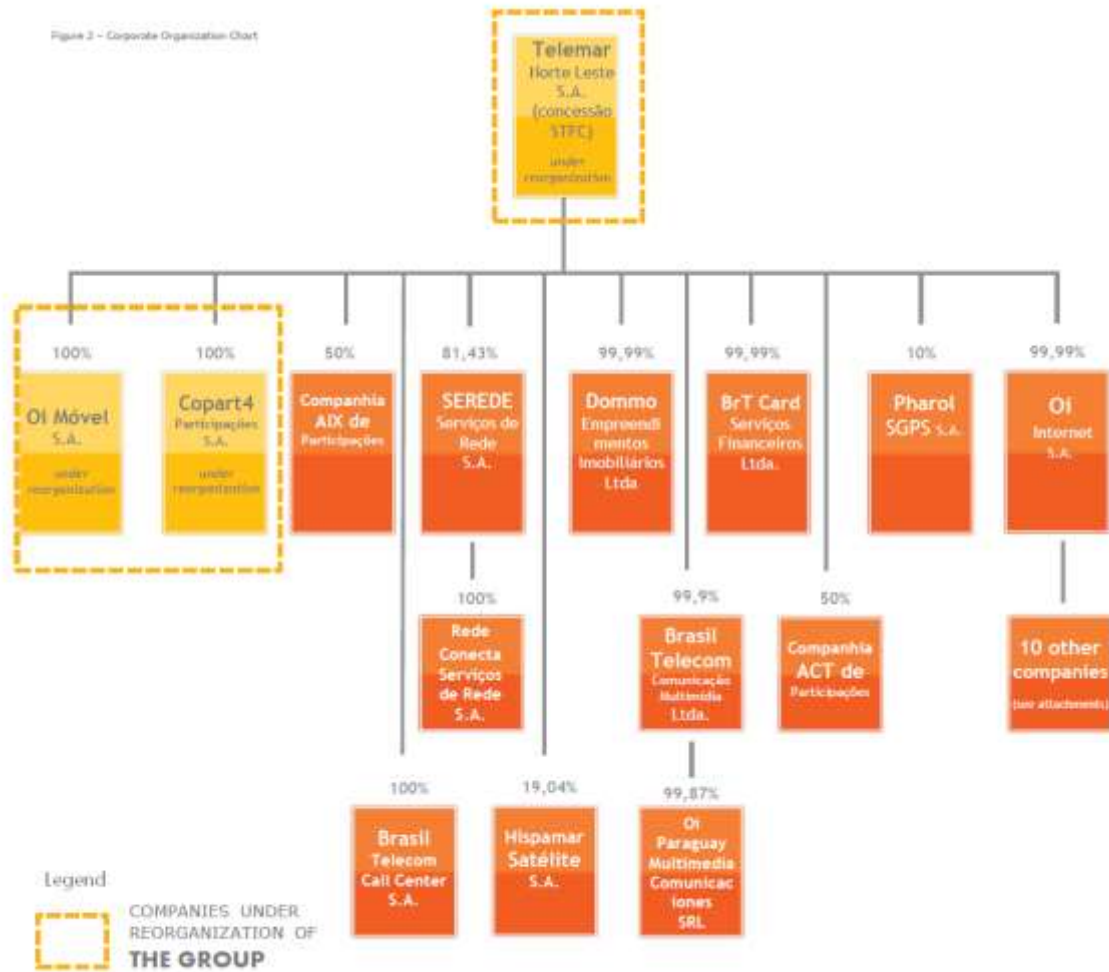 Figure 2 – Corporate Organization Chart
Telemar
Norte Leste
S.A.
(concessão
STFC)
under
reorganization
100%
100%
50%
81,43%
99,99%
99,99%
10%
99,99%
Oi Móvel
S.A.
under
reorganization
Copart4
Participações
S.A.
under
reorganization
Companhia
AIX de
Participações
SEREDE
Serviços de
Rede
S.A.
Dommo
Empreendi
mentos
Imobiliários
Ltda
BrT Card
Serviços
Financeiros
Ltda.
Pharol
SGPS S.A.
Oi
Internet
S.A.
100%
99,9%
50%
Rede
Conecta
Serviços
de Rede
S.A.
Brasil
Telecom
Comunicação
Multimídia
Ltda.
Companhia
ACT de
Participações
10 other
companies
(see attachments)
100%
19,04%
99,87%
Brasil
Telecom
Call Center
S.A.
Hispamar
Satélite
S.A.
Oi
Paraguay
Multimedia
Comunicac
iones
SRL
Legend
COMPANIES UNDER
REORGANIZATION OF
THE GROUP